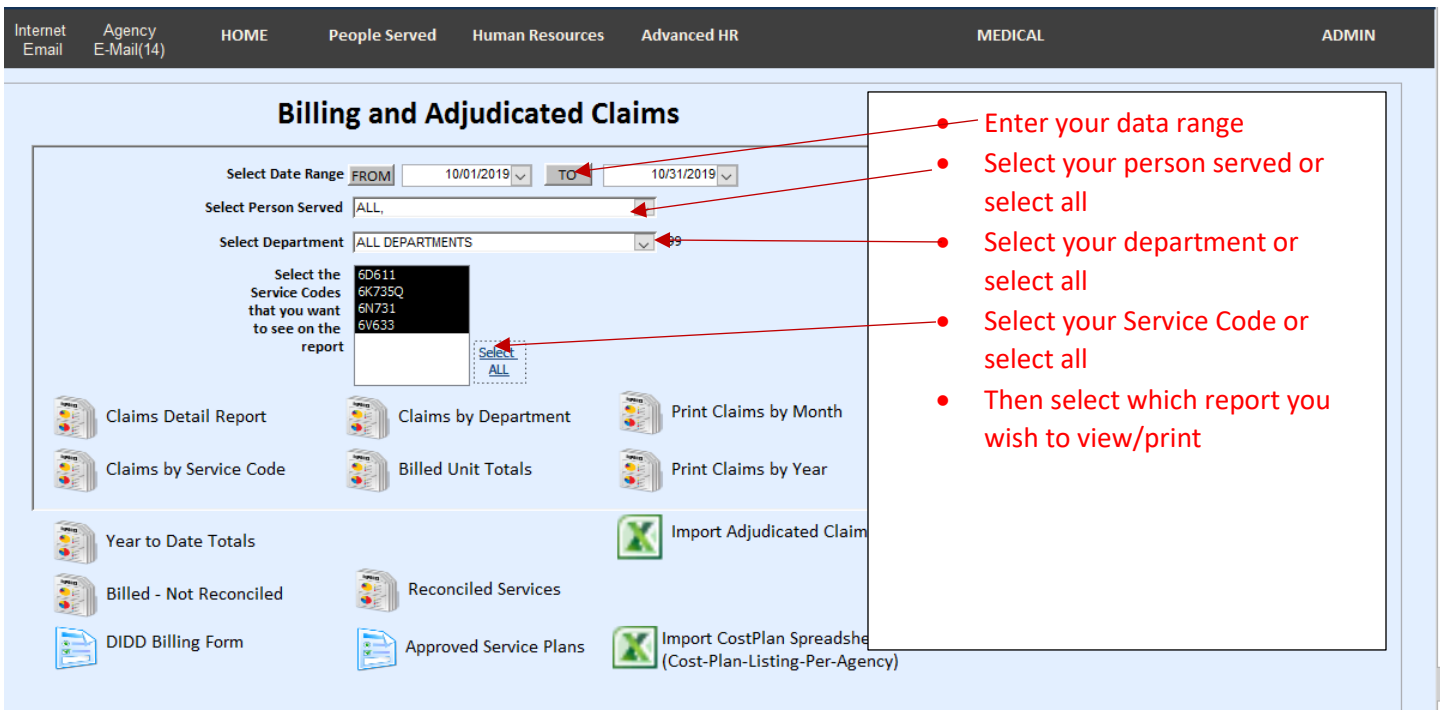 Internet Email
Agency E-Mail(14)
HOME
People Served
Human Resources
Advanced HR
MEDICAL
ADMIN
Billing and Adjudicated Claims
Select Date Range FROM 10/01/2019 TO 10/31/2019
Select Person Served ALL,
Select Department ALL DEPARTMENTS 99
Select the
Service Codes
that you want
to see on the
report
6D611
6K735Q
6N731
6V633
Select
ALL
Claims Detail Report
Claims by Department
Print Claims by Month
Claims by Service Code
Billed Unit Totals
Print Claims by Year
Year to Date Totals
Import Adjudicated Claim
Billed - Not Reconciled
Reconciled Services
DIDD Billing Form
Approved Service Plans
Import CostPlan Spreadshe
(Cost-Plan-Listing-Per-Agency)
• Enter your data range
• Select your person served or
select all
• Select your department or
select all
• Select your Service Code or
select all
• Then select which report you
wish to view/print